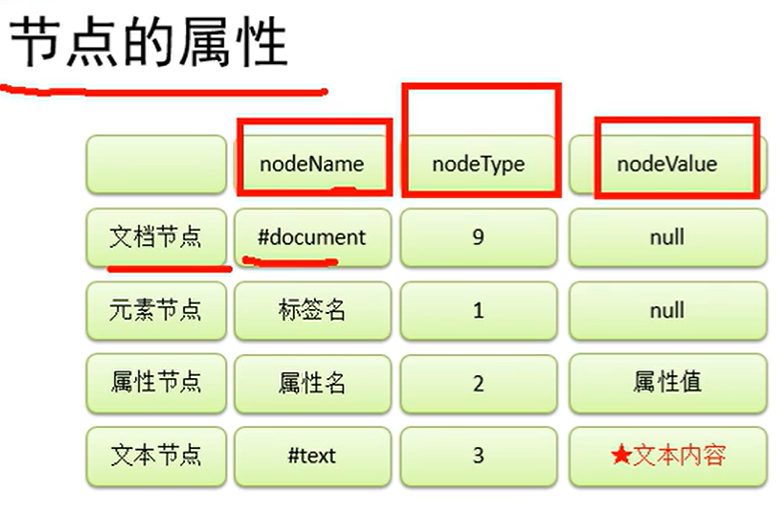 节点的属性
nodeName nodeType nodeValue
文档节点 #document 9 null
元素节点 标签名 1 null
属性节点 属性名 2 属性值
文本节点 #text 3 ★文本内容